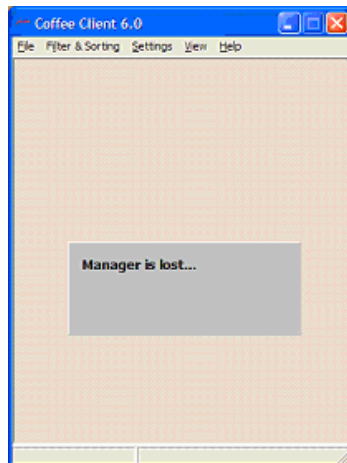 Coffee Client 6.0
File Filter & Sorting Settings View Help
Manager is lost...